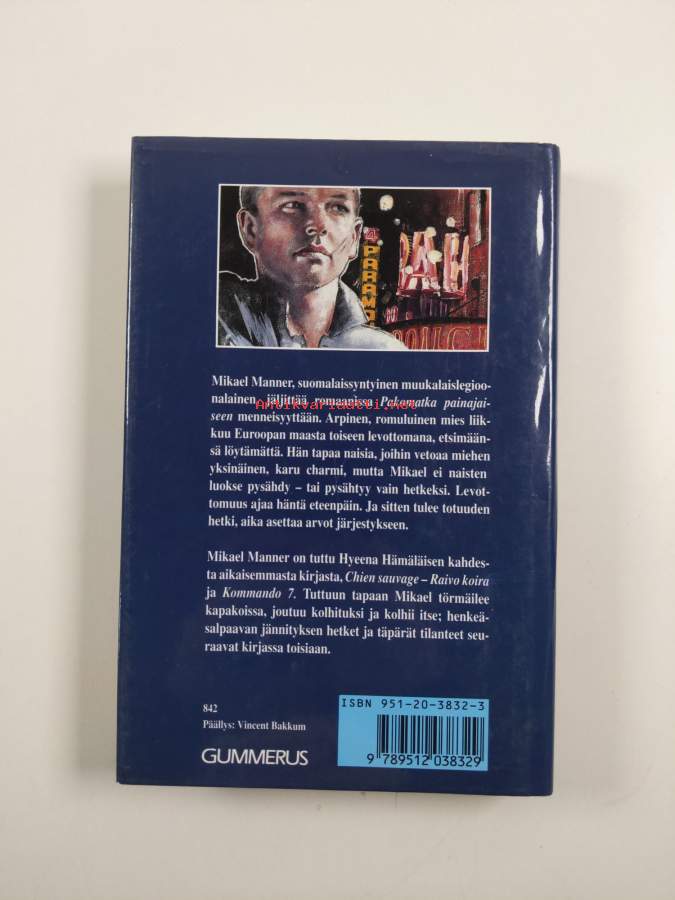 4
PARAMO
PAH
Mikael Manner, suomalaissyntyinen muukalaislegioo-
nalainen, jäljittää romaanissa Pakomatka painajai-
Antikvariaatti.net
seen menneisyyttään. Arpinen, romuluinen mies liik-
kuu Euroopan maasta toiseen levottomana, etsimään-
sä löytämättä. Hän tapaa naisia, joihin vetoaa miehen
yksinäinen, karu charmi, mutta Mikael ei naisten
luokse pysähdy – tai pysähtyy vain hetkeksi. Levot-
tomuus ajaa häntä eteenpäin. Ja sitten tulee totuuden
hetki, aika asettaa arvot järjestykseen.
Mikael Manner on tuttu Hyeena Hämäläisen kahdes-
ta aikaisemmasta kirjasta, Chien sauvage – Raivo koira
ja Kommando 7. Tuttuun tapaan Mikael törmäilee
kapakoissa, joutuu kolhituksi ja kolhii itse; henkeä-
salpaavan jännityksen hetket ja täpärät tilanteet seu-
raavat kirjassa toisiaan.
842
Päällys: Vincent Bakkum
GUMMERUS
ISBN 951-20-3832-3
9 789512 038329